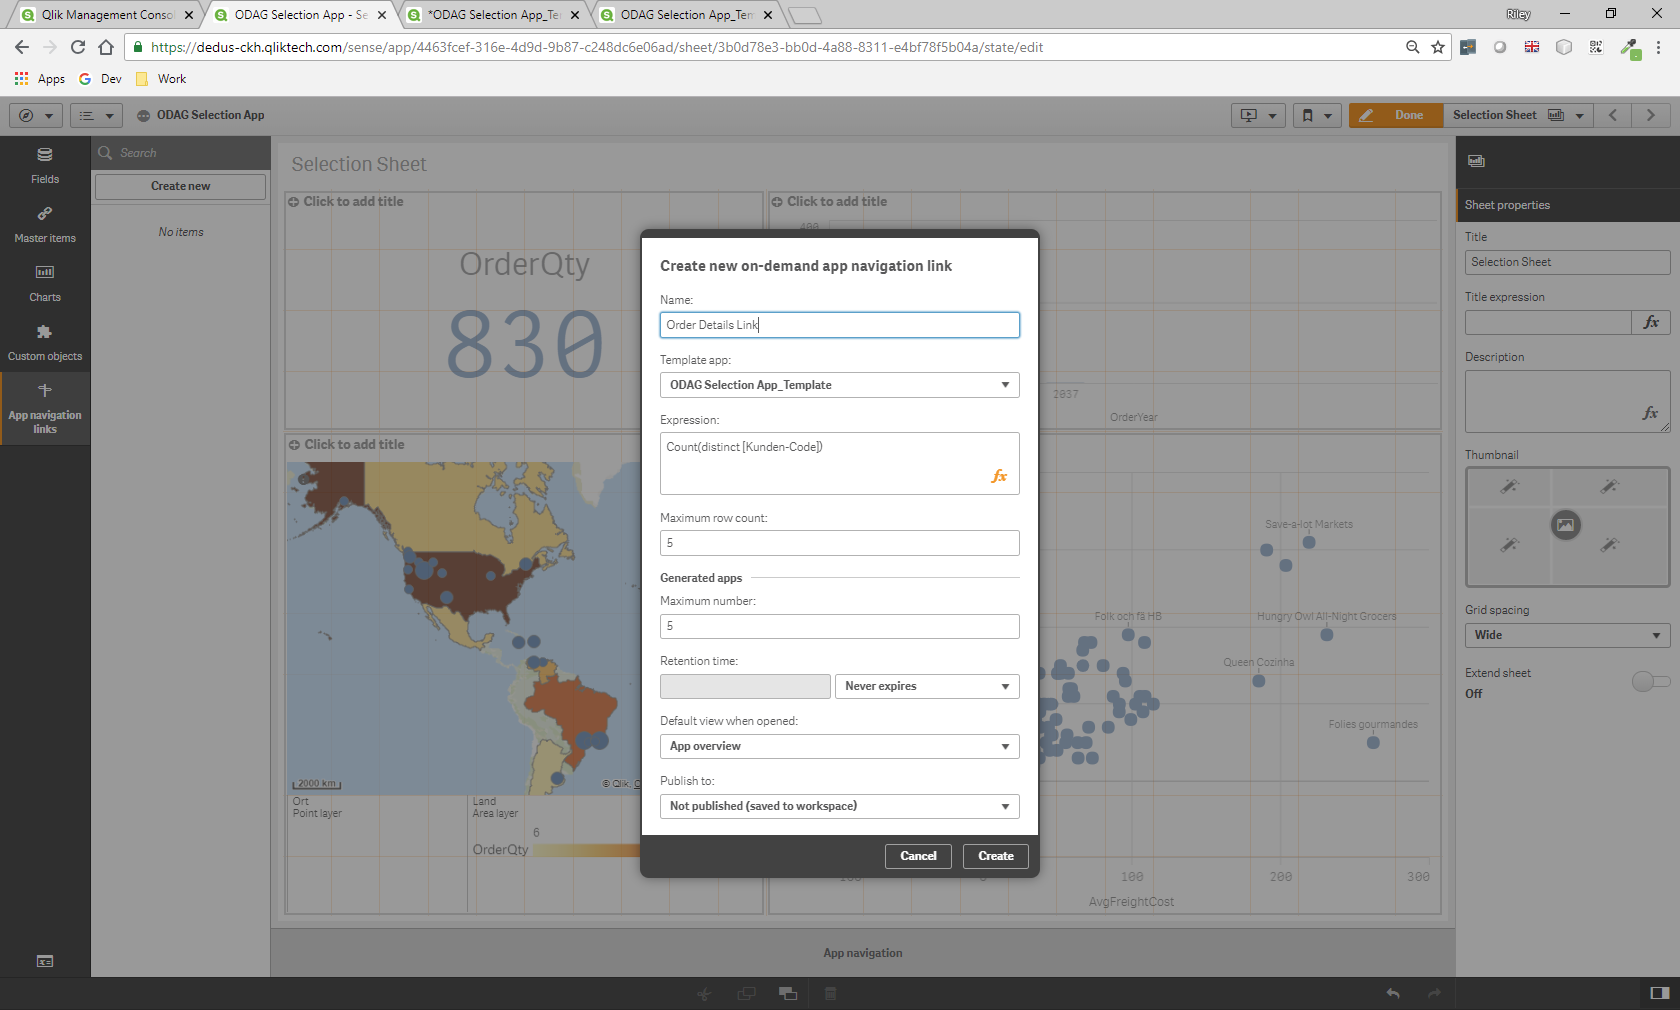 Qlik Management Conso
ODAG Selection App - Se
*ODAG Selection App_Te
ODAG Selection App_Tem
Riley
https://dedus-ckh.qliktech.com/sense/app/4463fcef-316e-4d9d-9b87-c248dc6e06ad/sheet/3b0d78e3-bb0d-4a88-8311-e4bf78f5b04a/state/edit
Apps
Dev
Work
ODAG Selection App
Done
Selection Sheet
Fields
Master items
Charts
Custom objects
App navigation
links
Search
Create new
No items
Selection Sheet
Click to add title
OrderQty
830
Click to add title
400
2037
OrderYear
Click to add title
2000 km
© Qlik, O
Ort
Point layer
Land
Area layer
6
OrderQty
Save-a-lot Markets
Folk och fä HB
Hungry Owl All-Night Grocers
Queen Cozinha
Folies gourmandes
100
200
300
AvgFreightCost
App navigation
Create new on-demand app navigation link
Name:
Order Details Link
Template app:
ODAG Selection App_Template
Expression:
Count(distinct [Kunden-Code])
fx
Maximum row count:
5
Generated apps
Maximum number:
5
Retention time:
Never expires
Default view when opened:
App overview
Publish to:
Not published (saved to workspace)
Cancel
Create
Sheet properties
Title
Selection Sheet
Title expression
fx
Description
fx
Thumbnail
Grid spacing
Wide
Extend sheet
Off